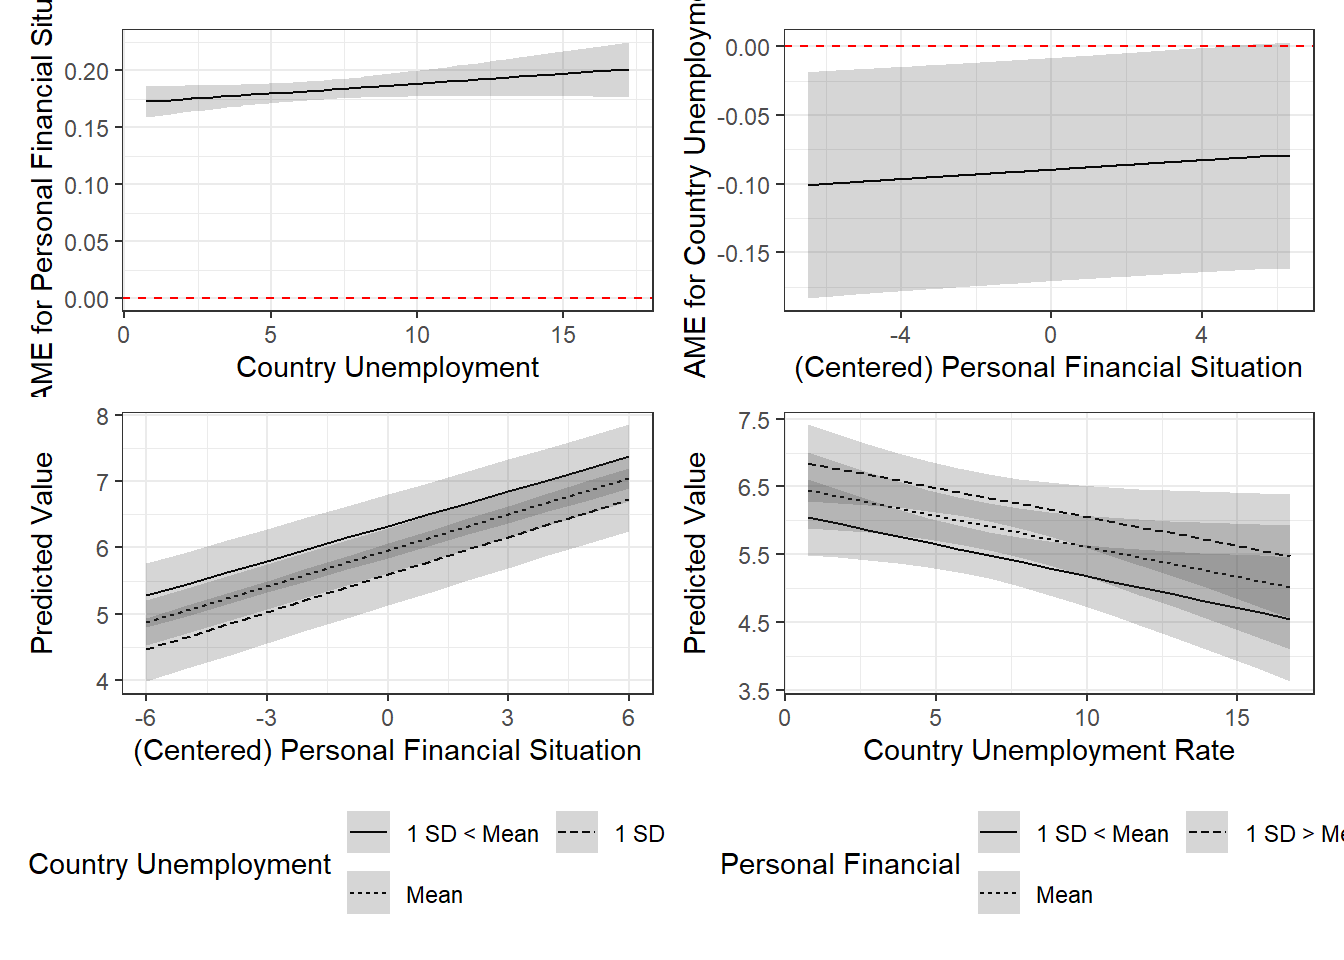 AME for Personal Financial Situ
0.20
0.15
0.10
0.05
0.00
0 5 10 15
Country Unemployment
AME for Country Unemployme
0.00
-0.05
-0.10
-0.15
-4 0 4
(Centered) Personal Financial Situation
Predicted Value
8
7
6
5
4
-6 -3 0 3 6
(Centered) Personal Financial Situation
Predicted Value
7.5
6.5
5.5
4.5
3.5
0 5 10 15
Country Unemployment Rate
Country Unemployment
1 SD < Mean
1 SD
Mean
Personal Financial
1 SD < Mean
1 SD > Me
Mean